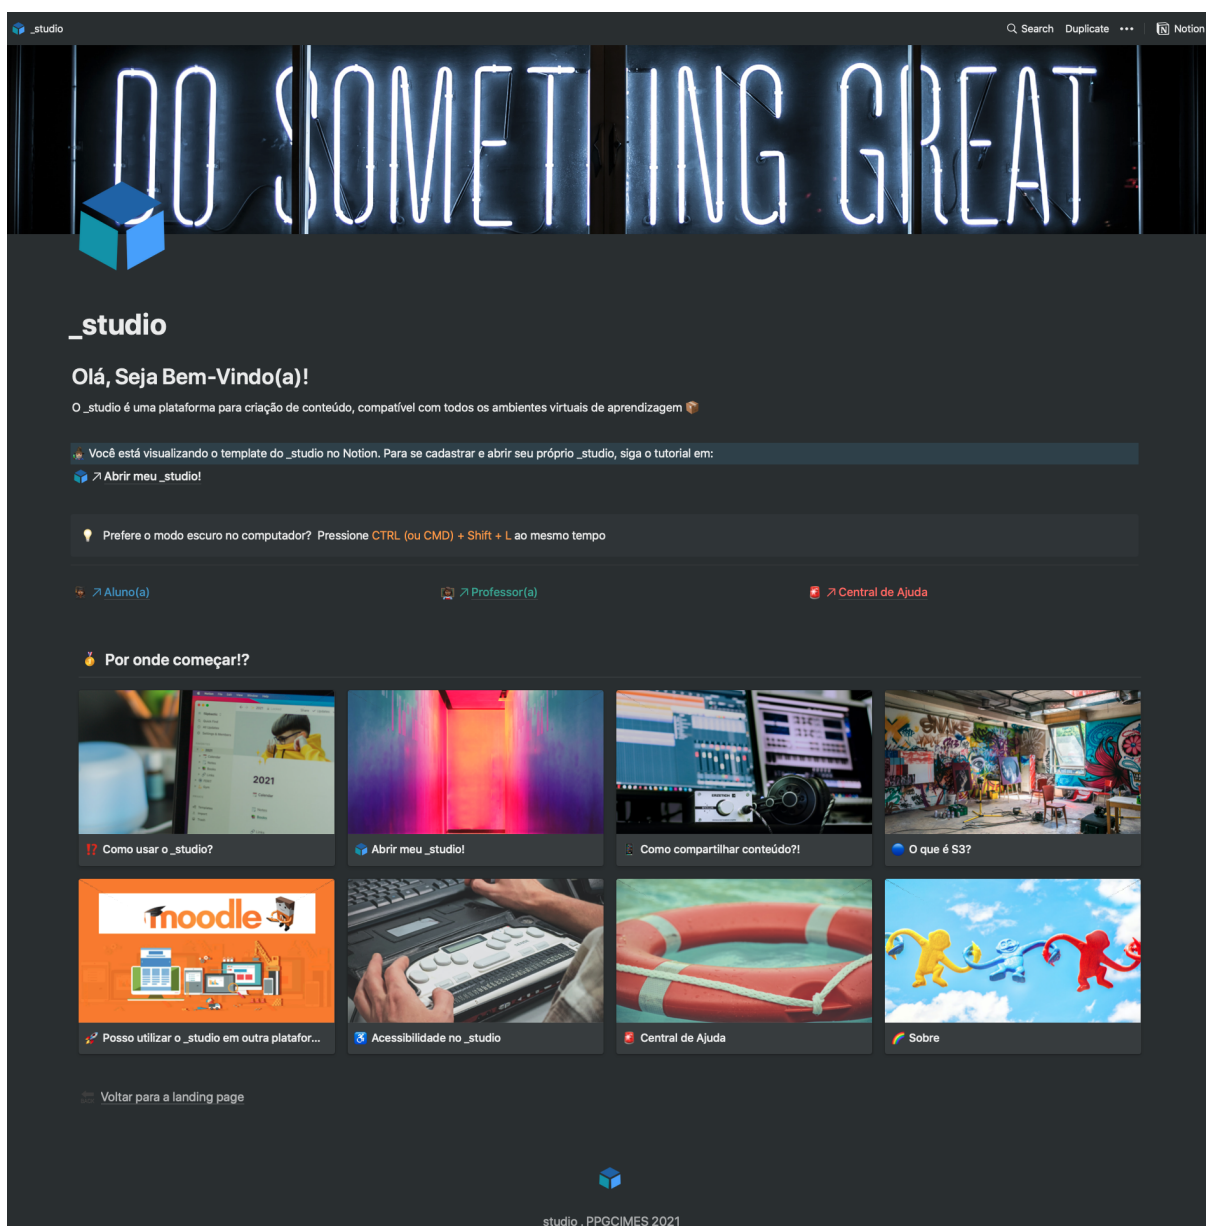 _studio
Search Duplicate ••• Notion
DO SOMETHING GREAT
_studio
Olá, Seja Bem-Vindo(a)!
O _studio é uma plataforma para criação de conteúdo, compatível com todos os ambientes virtuais de aprendizagem
Você está visualizando o template do _studio no Notion. Para se cadastrar e abrir seu próprio _studio, siga o tutorial em:
↗ Abrir meu _studio!
Prefere o modo escuro no computador? Pressione CTRL (ou CMD) + Shift + L ao mesmo tempo
↗ Aluno(a)
↗ Professor(a)
↗ Central de Ajuda
Por onde começar!?
2021
Calendar
!? Como usar o _studio?
Abrir meu _studio!
Como compartilhar conteúdo?!
O que é S3?
moodle
Posso utilizar o _studio em outra platafor...
Acessibilidade no _studio
Central de Ajuda
Sobre
Voltar para a landing page
studio . PPGCIMES 2021